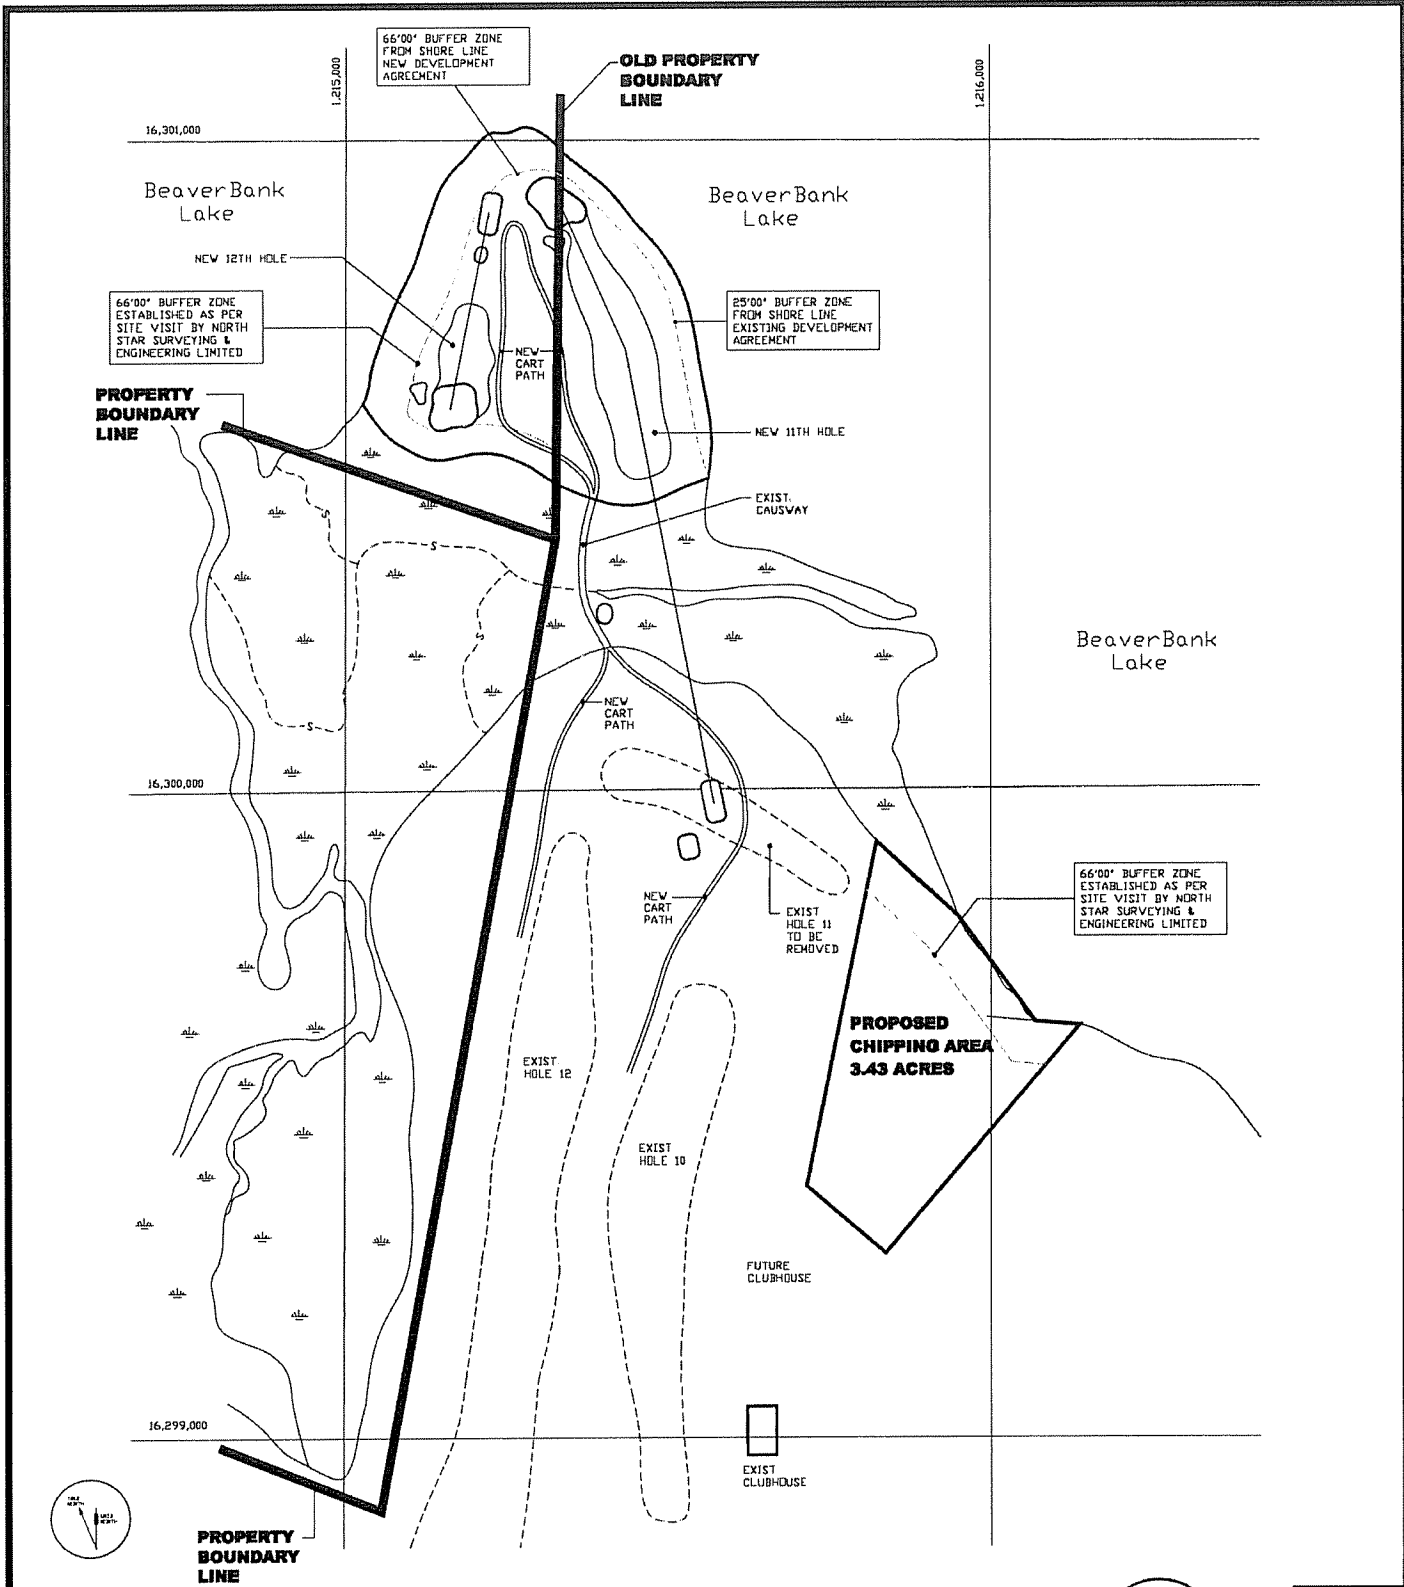 66'00" BUFFER ZONE
FROM SHORE LINE
NEW DEVELOPMENT
AGREEMENT
OLD PROPERTY
BOUNDARY
LINE
1,215,000
1,216,000
16,301,000
BeaverBank
Lake
BeaverBank
Lake
NEW 12TH HOLE
66'00" BUFFER ZONE
ESTABLISHED AS PER
SITE VISIT BY NORTH
STAR SURVEYING &
ENGINEERING LIMITED
25'00" BUFFER ZONE
FROM SHORE LINE
EXISTING DEVELOPMENT
AGREEMENT
NEW
CART
PATH
PROPERTY
BOUNDARY
LINE
NEW 11TH HOLE
EXIST.
CAUSWAY
S
S
S
S
BeaverBank
Lake
NEW
CART
PATH
16,300,000
66'00" BUFFER ZONE
ESTABLISHED AS PER
SITE VISIT BY NORTH
STAR SURVEYING &
ENGINEERING LIMITED
NEW
CART
PATH
EXIST
HOLE 11
TO BE
REMOVED
PROPOSED
CHIPPING AREA
3.43 ACRES
EXIST
HOLE 12
EXIST
HOLE 10
FUTURE
CLUBHOUSE
16,299,000
EXIST
CLUBHOUSE
PROPERTY
BOUNDARY
LINE